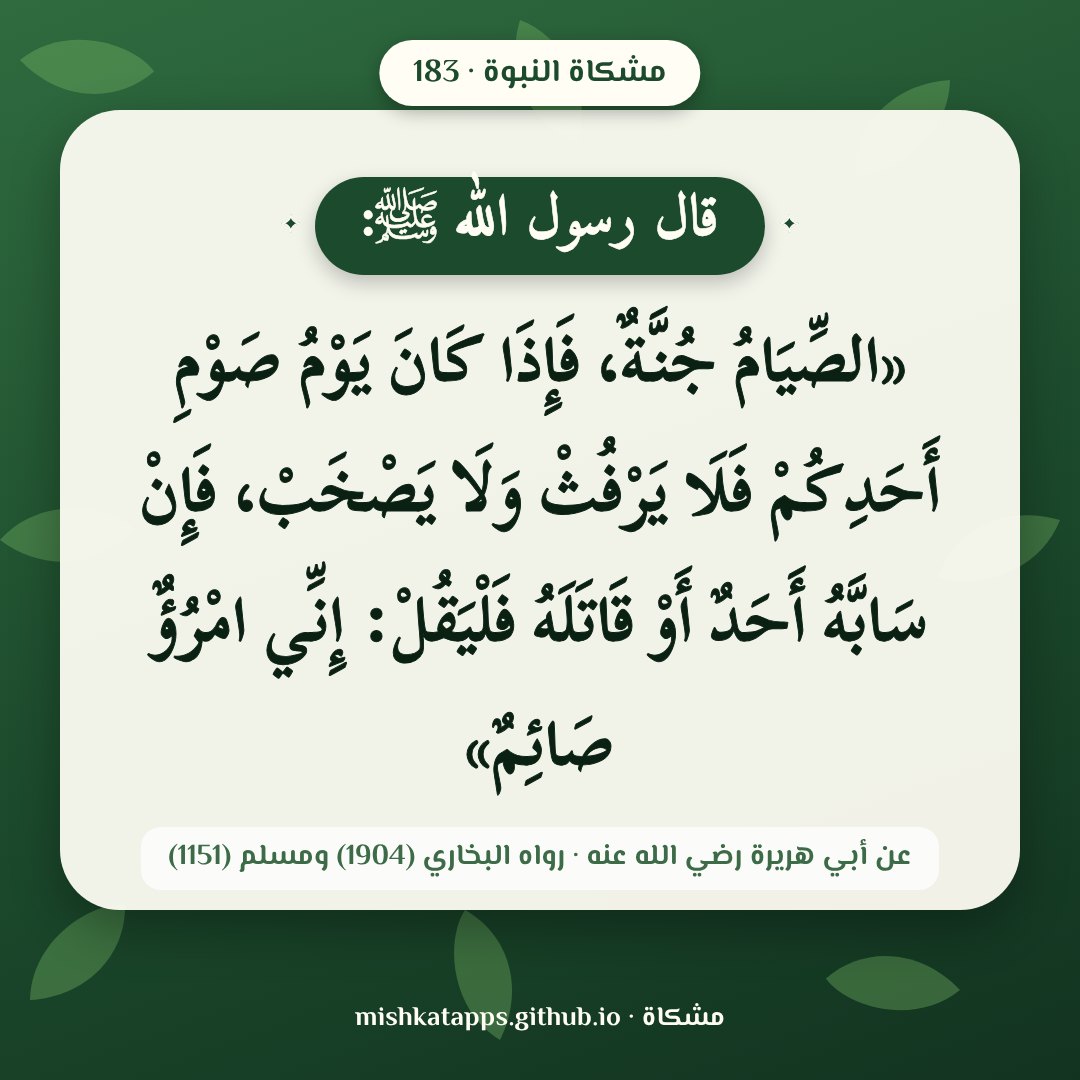 مشكاة النبوة · 183
قال رسول الله ﷺ:
«الصِّيَامُ جُنَّةٌ، فَإِذَا كَانَ يَوْمُ صَوْمِ
أَحَدِكُمْ فَلَا يَرْفُثْ وَلَا يَصْخَبْ، فَإِنْ
سَابَّهُ أَحَدٌ أَوْ قَاتَلَهُ فَلْيَقُلْ: إِنِّي امْرُؤٌ
صَائِمٌ»
عن أبي هريرة رضي الله عنه · رواه البخاري (1904) ومسلم (1151)
مشكاة · mishkatapps.github.io